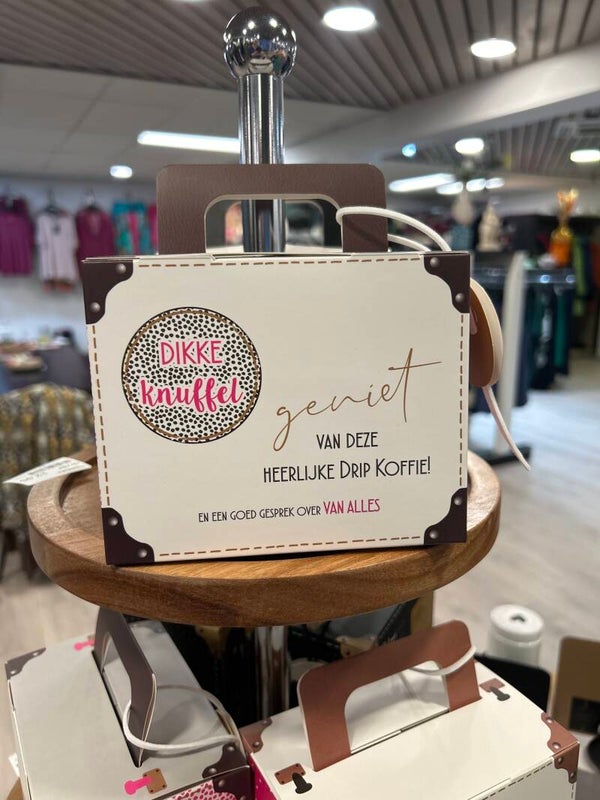 DIKKE
knuffel
geniet
VAN DEZE
HEERLIJKE DRIP KOFFIE!
EN EEN GOED GESPREK OVER VAN ALLES